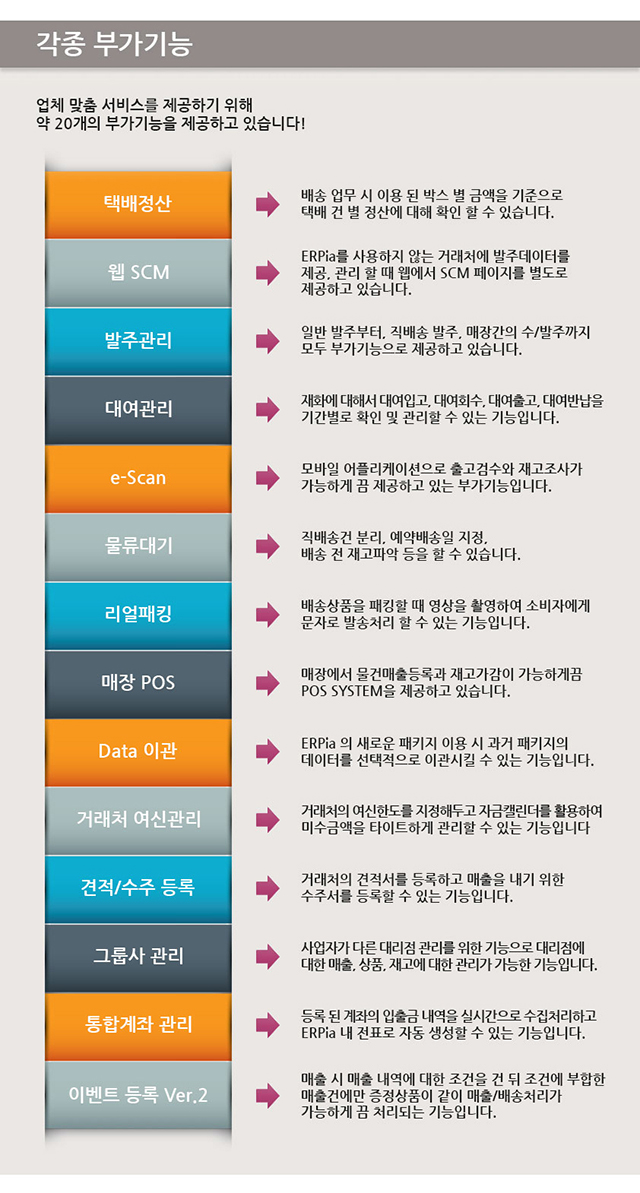 각종 부가기능
업체 맞춤 서비스를 제공하기 위해
약 20개의 부가기능을 제공하고 있습니다!
택배정산
배송 업무 시 이용 된 박스 별 금액을 기준으로
택배 건 별 정산에 대해 확인 할 수 있습니다.
웹 SCM
ERPia를 사용하지 않는 거래처에 발주데이터를
제공, 관리 할 때 웹에서 SCM 페이지를 별도로
제공하고 있습니다.
발주관리
일반 발주부터, 직배송 발주, 매장간의 수/발주까지
모두 부가기능으로 제공하고 있습니다.
대여관리
재화에 대해서 대여입고, 대여회수, 대여출고, 대여반납을
기간별로 확인 및 관리할 수 있는 기능입니다.
e-Scan
모바일 어플리케이션으로 출고검수와 재고조사가
가능하게 끔 제공하고 있는 부가기능입니다.
물류대기
직배송건 분리, 예약배송일 지정,
배송 전 재고파악 등을 할 수 있습니다.
리얼패킹
배송상품을 패킹할 때 영상을 촬영하여 소비자에게
문자로 발송처리 할 수 있는 기능입니다.
매장 POS
매장에서 물건매출등록과 재고가감이 가능하게끔
POS SYSTEM을 제공하고 있습니다.
Data 이관
ERPia 의 새로운 패키지 이용 시 과거 패키지의
데이터를 선택적으로 이관시킬 수 있는 기능입니다.
거래처 여신관리
거래처의 여신한도를 지정해두고 자금캘린더를 활용하여
미수금액을 타이트하게 관리할 수 있는 기능입니다
견적/수주 등록
거래처의 견적서를 등록하고 매출을 내기 위한
수주서를 등록할 수 있는 기능입니다.
그룹사 관리
사업자가 다른 대리점 관리를 위한 기능으로 대리점에
대한 매출, 상품, 재고에 대한 관리가 가능한 기능입니다.
통합계좌 관리
등록 된 계좌의 입출금 내역을 실시간으로 수집처리하고
ERPia 내 전표로 자동 생성할 수 있는 기능입니다.
이벤트 등록 Ver.2
매출 시 매출 내역에 대한 조건을 건 뒤 조건에 부합한
매출건에만 증정상품이 같이 매출/배송처리가
가능하게 끔 처리되는 기능입니다.